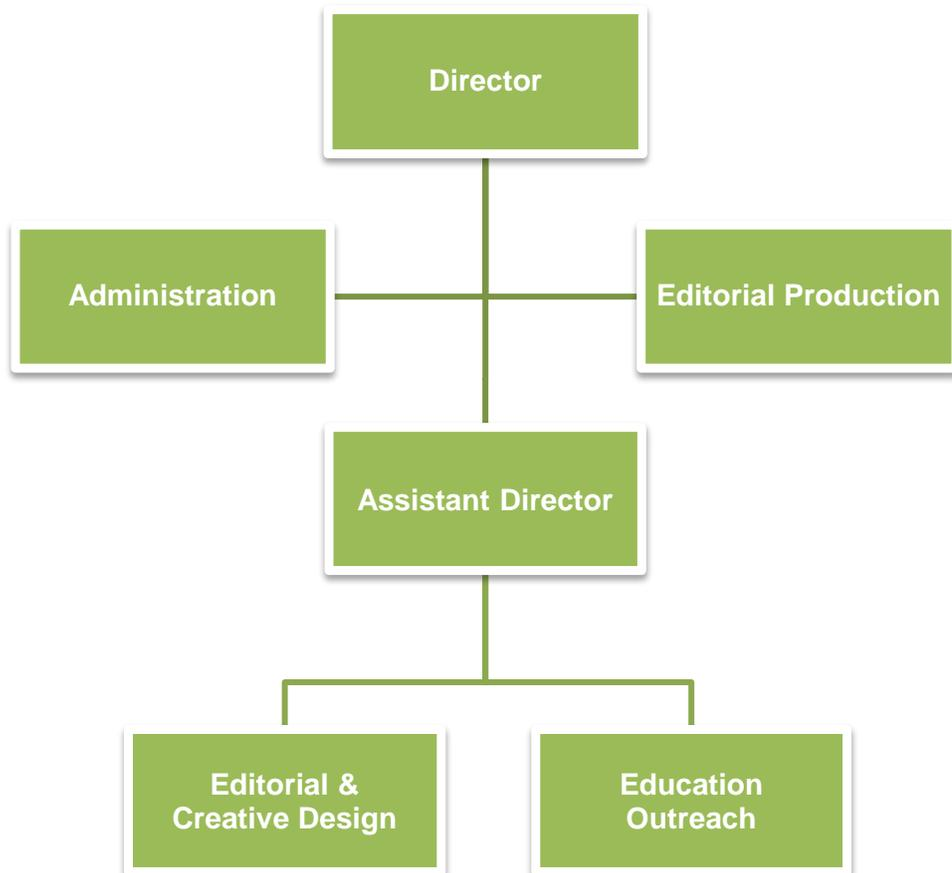 Director
Administration
Editorial Production
Assistant Director
Editorial &
Creative Design
Education
Outreach